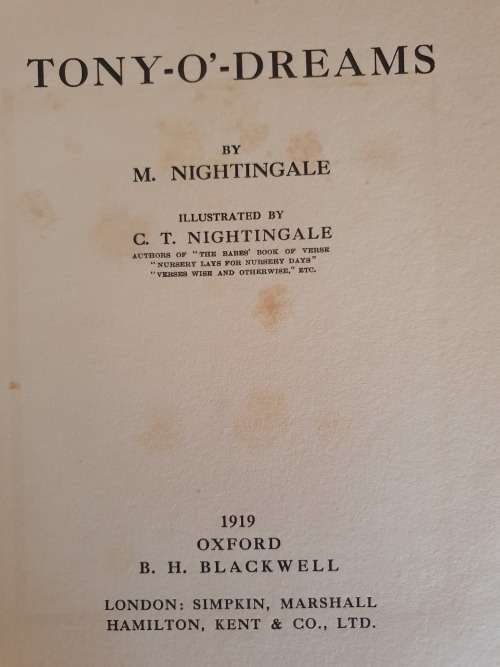 TONY-O'-DREAMS
BY
M. NIGHTINGALE
ILLUSTRATED BY
C. T. NIGHTINGALE
AUTHORS OF "THE BABES' BOOK OF VERSE
"NURSERY LAYS FOR NURSERY DAYS"
"VERSES WISE AND OTHERWISE," ETC.
1919
OXFORD
B. H. BLACKWELL
LONDON: SIMPKIN, MARSHALL
HAMILTON, KENT & CO., LTD.